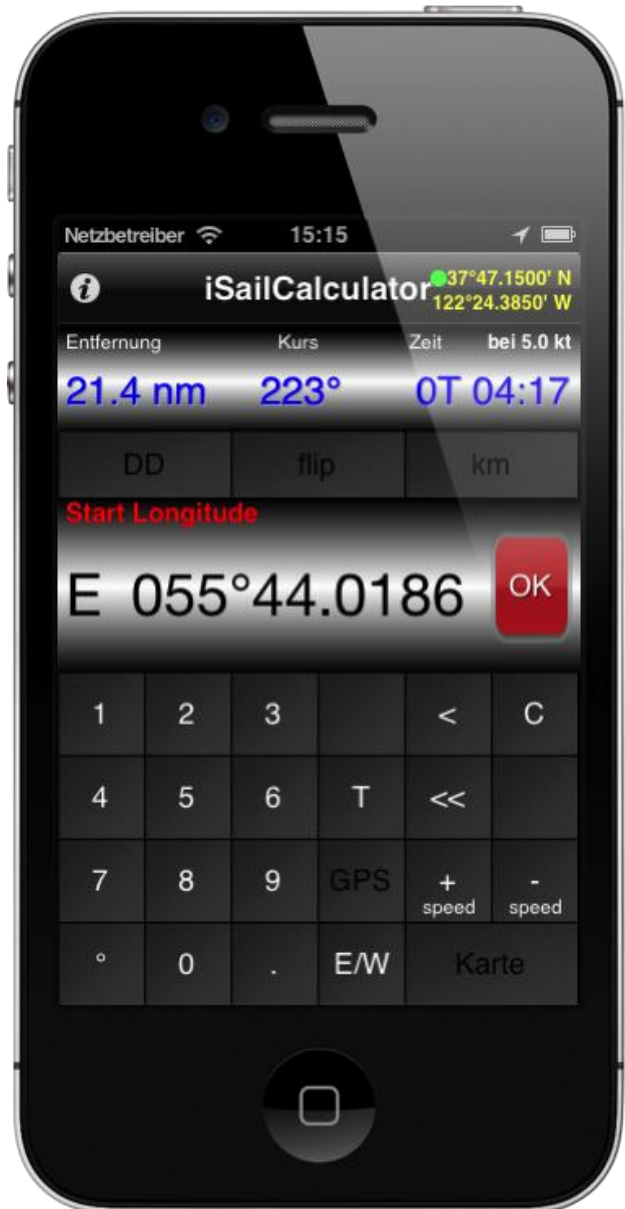 Netzbetreiber 15:15
iSailCalculator 37°47.1500' N
122°24.3850' W
Entfernung Kurs Zeit bei 5.0 kt
21.4 nm 223° 0T 04:17
DD flip km
Start Longitude
E 055°44.0186 OK
1 2 3 < C
4 5 6 T <<
7 8 9 GPS + speed - speed
° 0 . E/W Karte